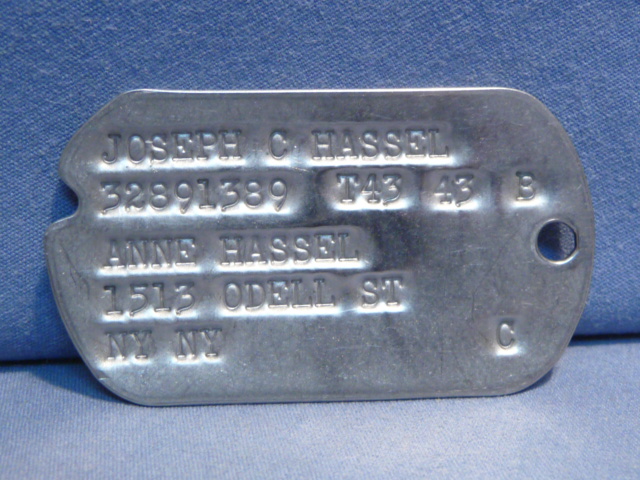 JOSEPH C HASSEL
32891389 T43 43 B
ANNE HASSEL
1513 ODELL ST
NY NY C